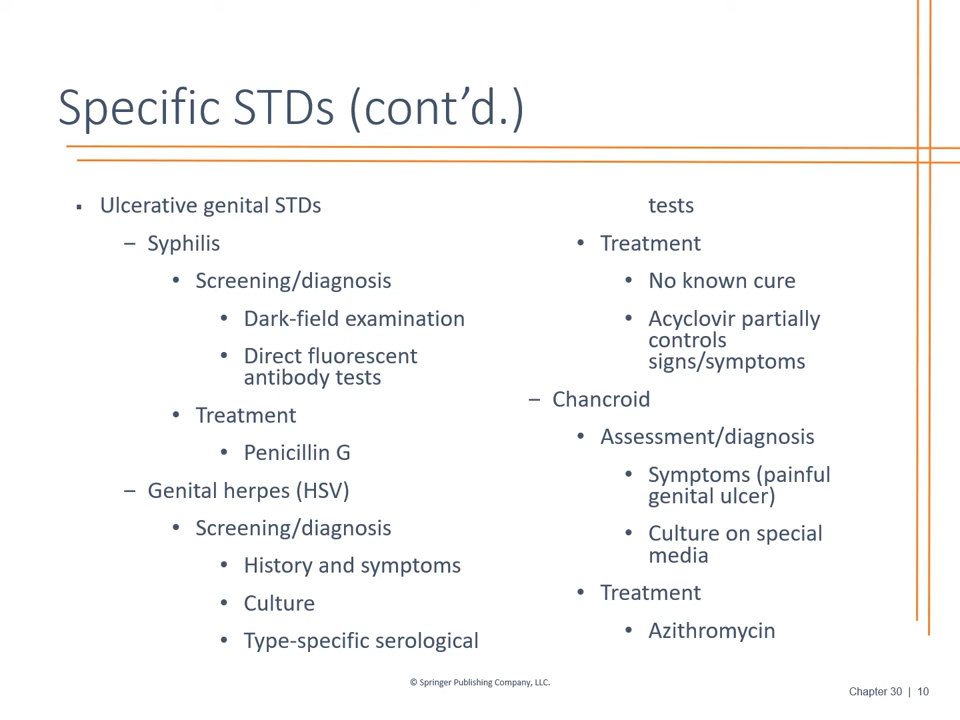 Specific STDs (cont’d.)
▪ Ulcerative genital STDs
– Syphilis
• Screening/diagnosis
• Dark-field examination
• Direct fluorescent
antibody tests
• Treatment
• Penicillin G
– Genital herpes (HSV)
• Screening/diagnosis
• History and symptoms
• Culture
• Type-specific serological
tests
• Treatment
• No known cure
• Acyclovir partially
controls
signs/symptoms
– Chancroid
• Assessment/diagnosis
• Symptoms (painful
genital ulcer)
• Culture on special
media
• Treatment
• Azithromycin
© Springer Publishing Company, LLC.
Chapter 30 | 10